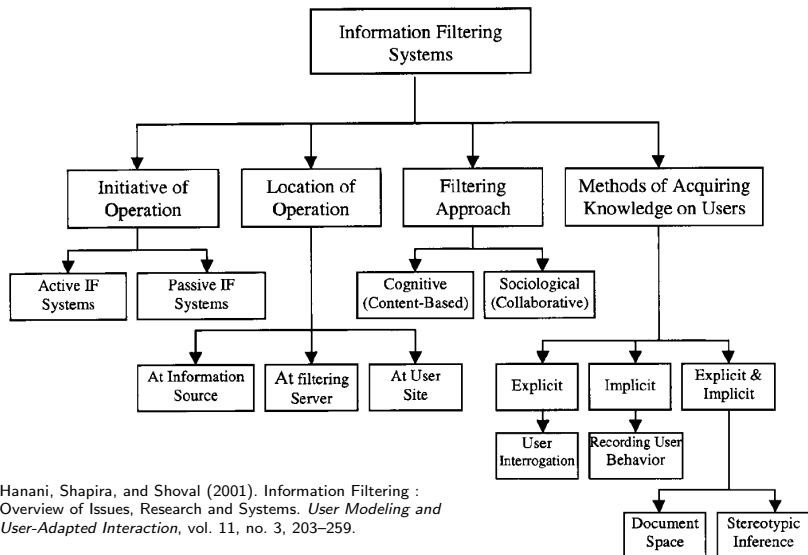 Information Filtering
Systems
Initiative of
Operation
Location of
Operation
Filtering
Approach
Methods of Acquiring
Knowledge on Users
Active IF
Systems
Passive IF
Systems
Cognitive
(Content-Based)
Sociological
(Collaborative)
At Information
Source
At filtering
Server
At User
Site
Explicit
Implicit
Explicit &
Implicit
User
Interrogation
Recording User
Behavior
Document
Space
Stereotypic
Inference
Hanani, Shapira, and Shoval (2001). Information Filtering :
Overview of Issues, Research and Systems. User Modeling and
User-Adapted Interaction, vol. 11, no. 3, 203–259.